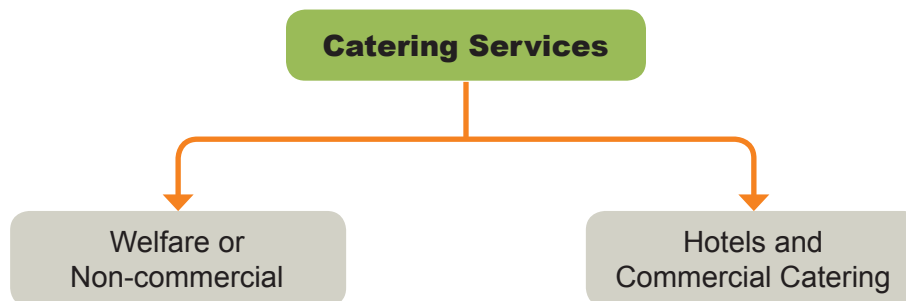 Catering Services
Welfare or
Non-commercial
Hotels and
Commercial Catering